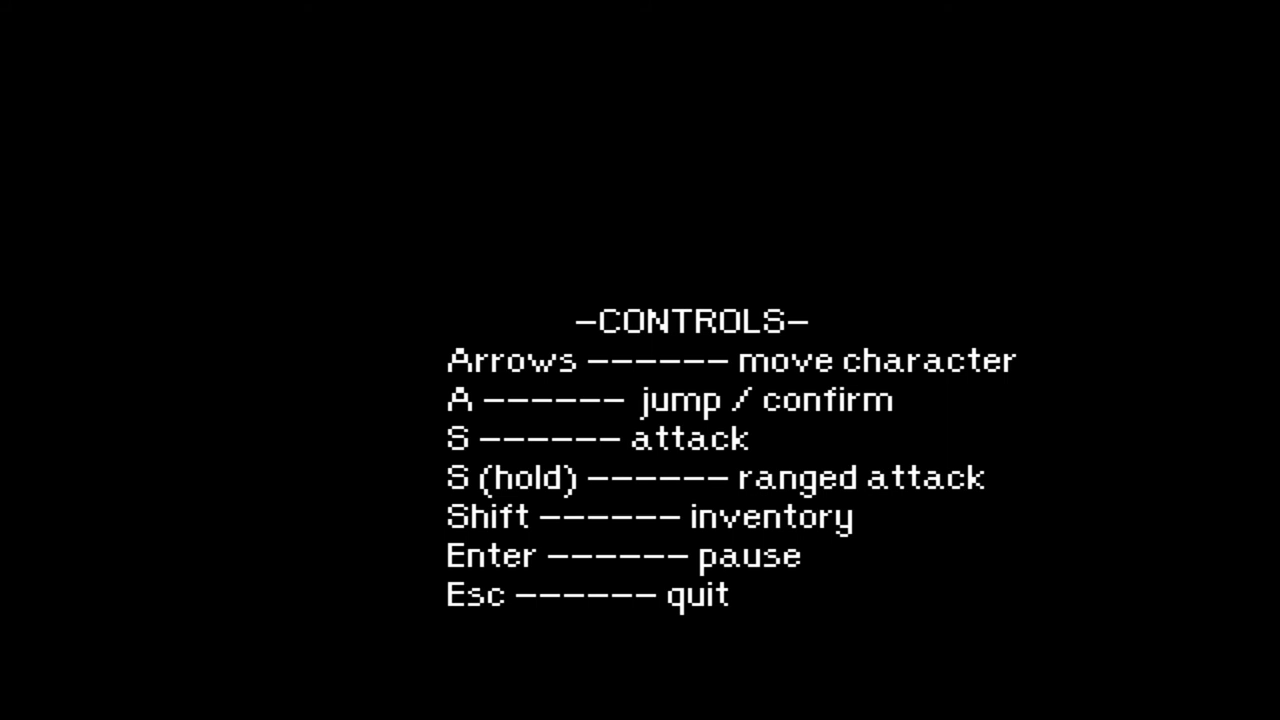 -CONTROLS-
Arrows ------ move character
A ------ jump / confirm
S ------ attack
S (hold) ------ ranged attack
Shift ------ inventory
Enter ------ pause
Esc ------ quit